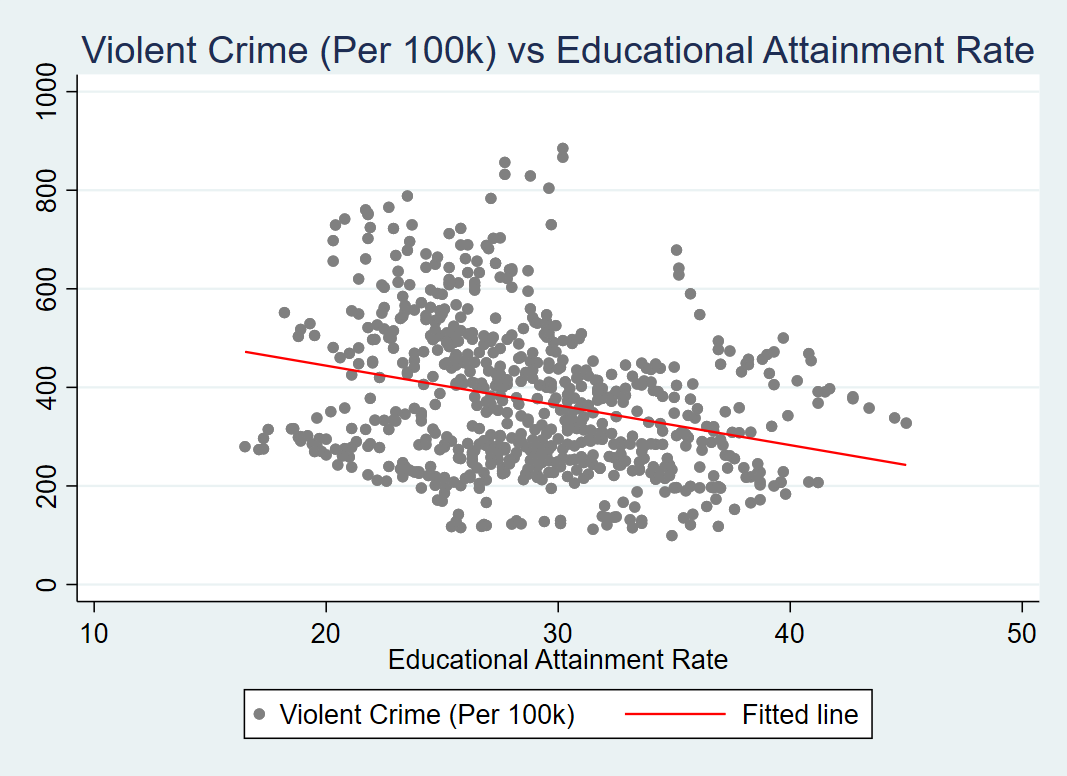 Violent Crime (Per 100k) vs Educational Attainment Rate
1000
800
600
400
200
0
10 20 30 40 50
Educational Attainment Rate
Violent Crime (Per 100k) Fitted line